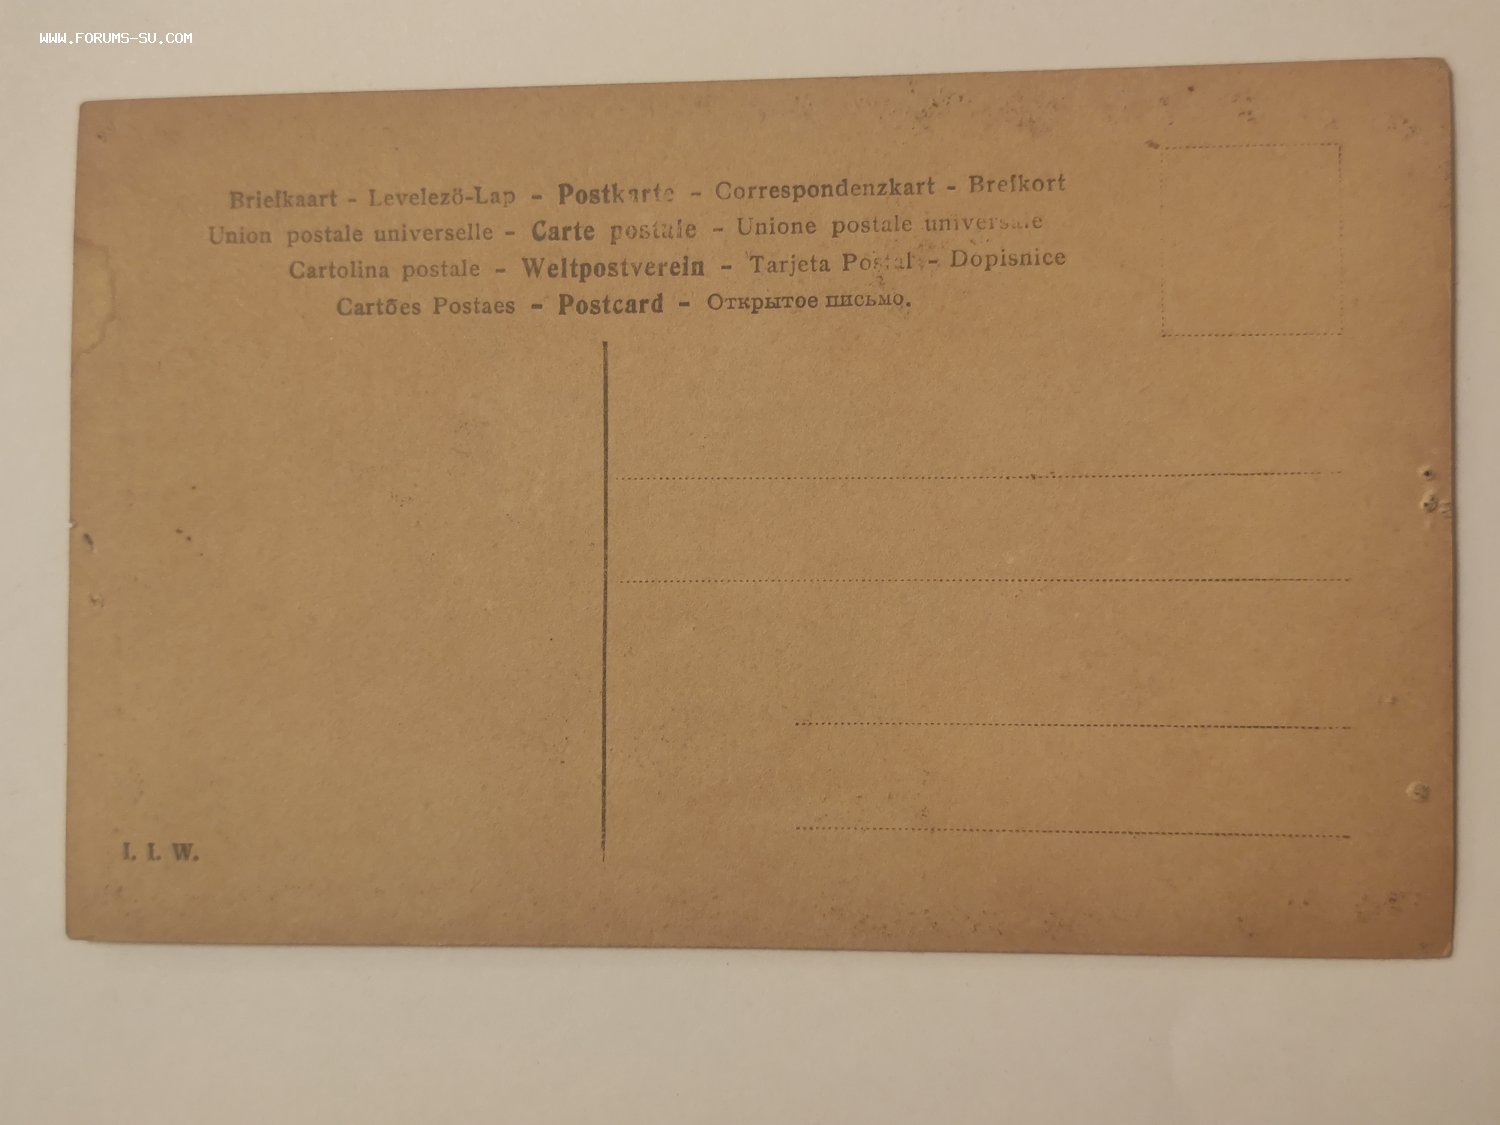 WWW.FORUMS-SU.COM
Briefkaart - Levelezö-Lap - Postkarte - Correspondenzkart - Brefkort
Union postale universelle - Carte postale - Unione postale universale
Cartolina postale - Weltpostverein - Tarjeta Postal - Dopisnice
Cartões Postaes - Postcard - Открытое письмо.
I. I. W.